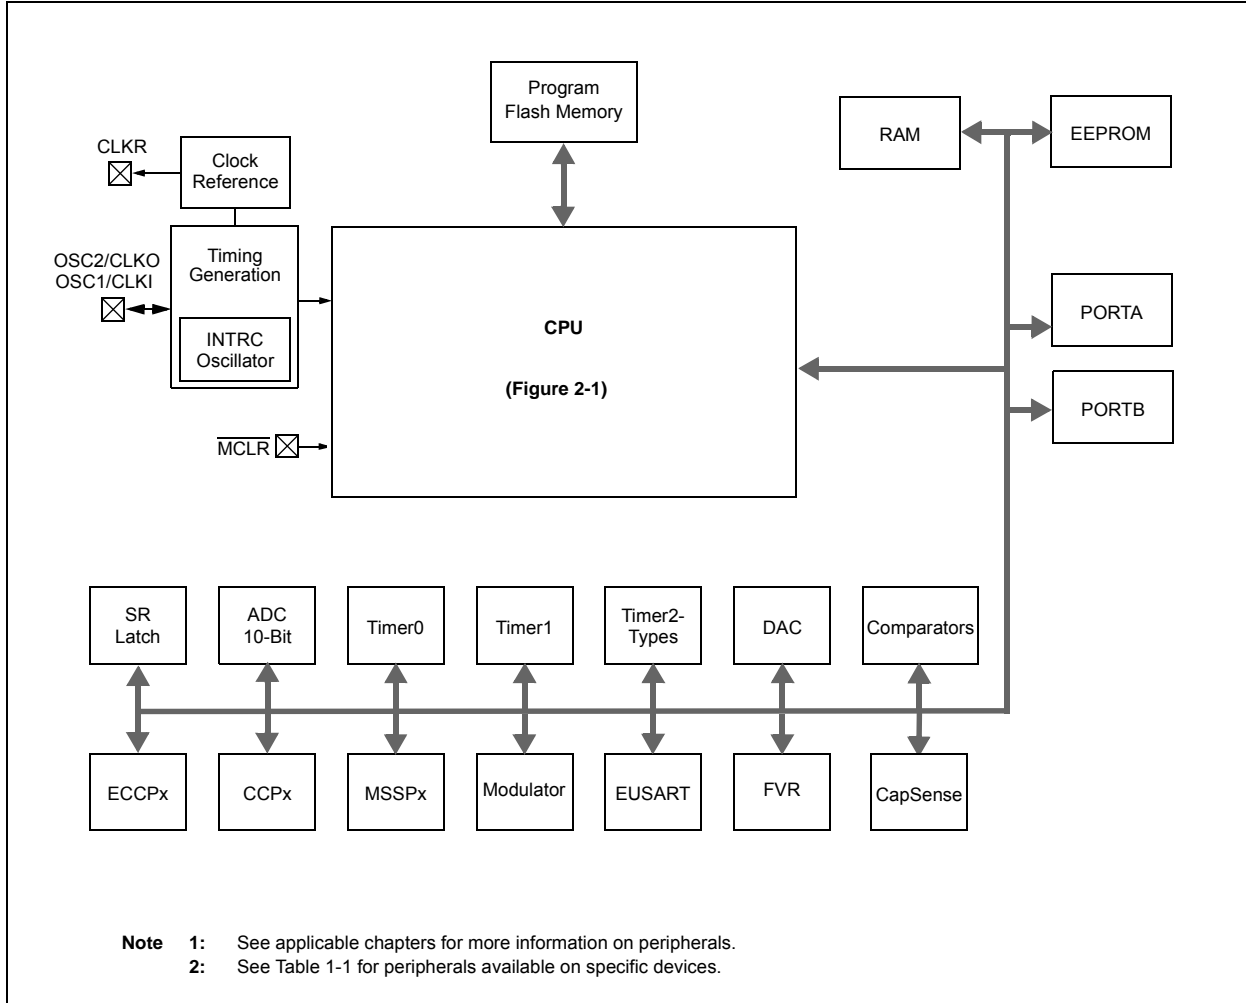 Program
Flash Memory
RAM
EEPROM
CLKR
Clock
Reference
OSC2/CLKO
OSC1/CLKI
Timing
Generation
INTRC
Oscillator
CPU
(Figure 2-1)
MCLR
PORTA
PORTB
SR
Latch
ADC
10-Bit
Timer0
Timer1
Timer2-
Types
DAC
Comparators
ECCPx
CCPx
MSSPx
Modulator
EUSART
FVR
CapSense
Note 1: See applicable chapters for more information on peripherals.
2: See Table 1-1 for peripherals available on specific devices.